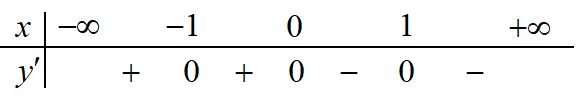 x −∞ −1 0 1 +∞
y′ + 0 + 0 − 0 −